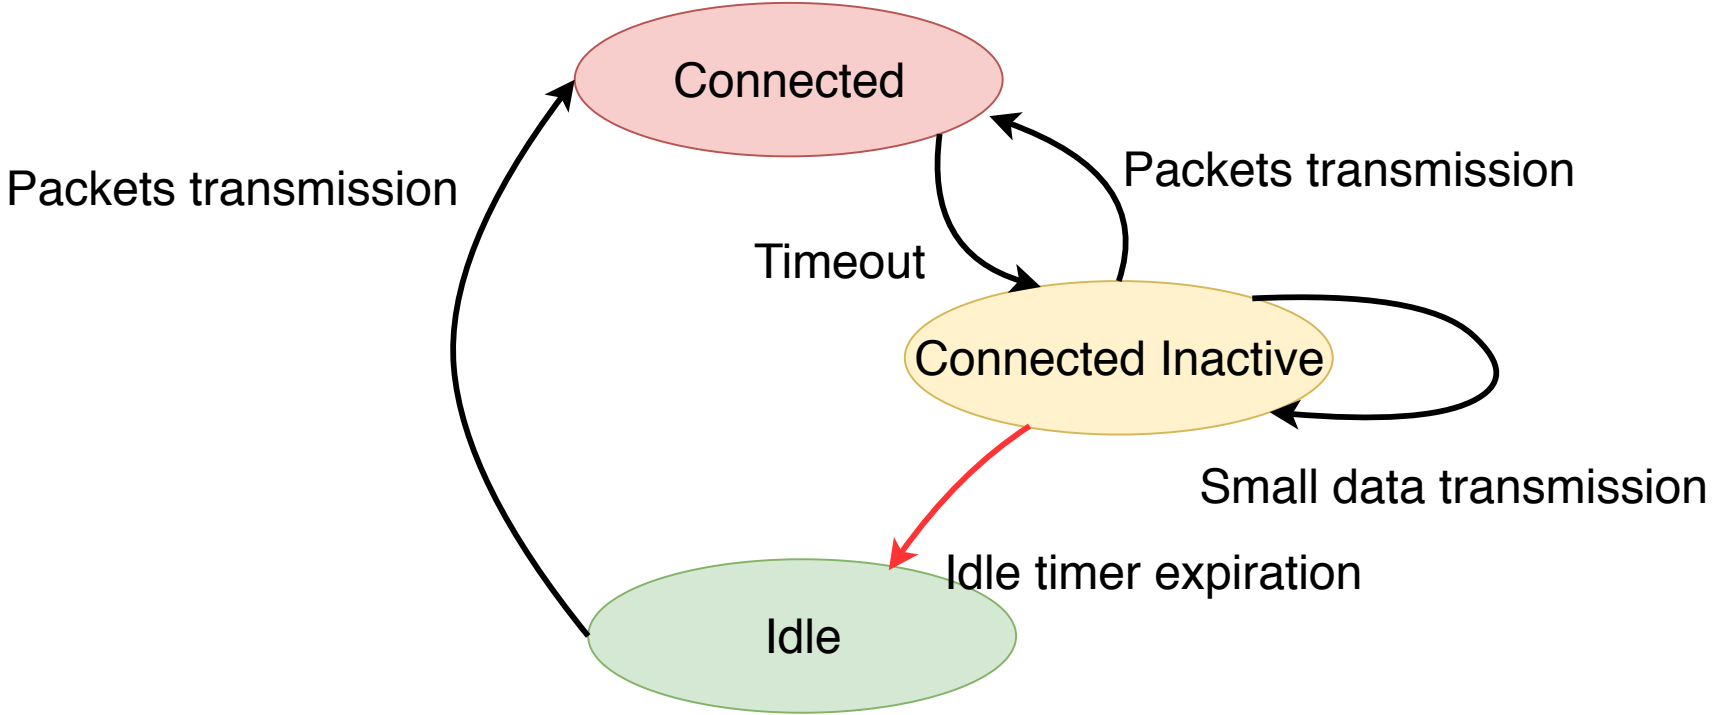 Connected
Packets transmission
Packets transmission
Timeout
Connected Inactive
Small data transmission
Idle timer expiration
Idle